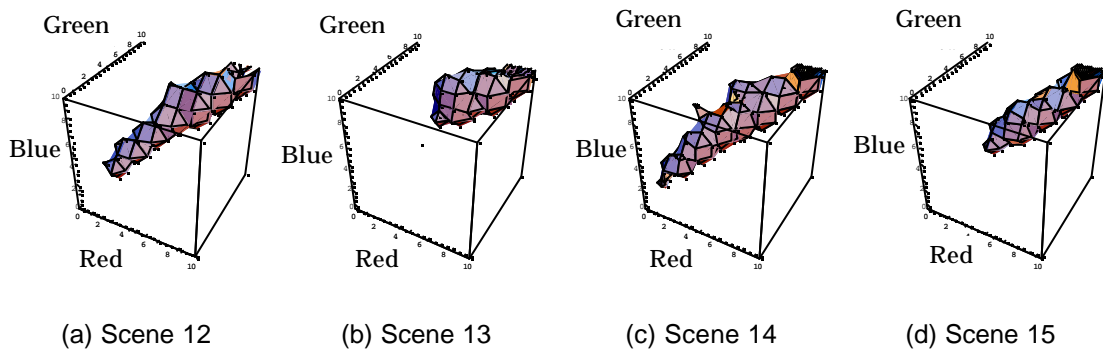 Green
Blue
Red
(a) Scene 12
Green
Blue
Red
(b) Scene 13
Green
Blue
Red
(c) Scene 14
Green
Blue
Red
(d) Scene 15